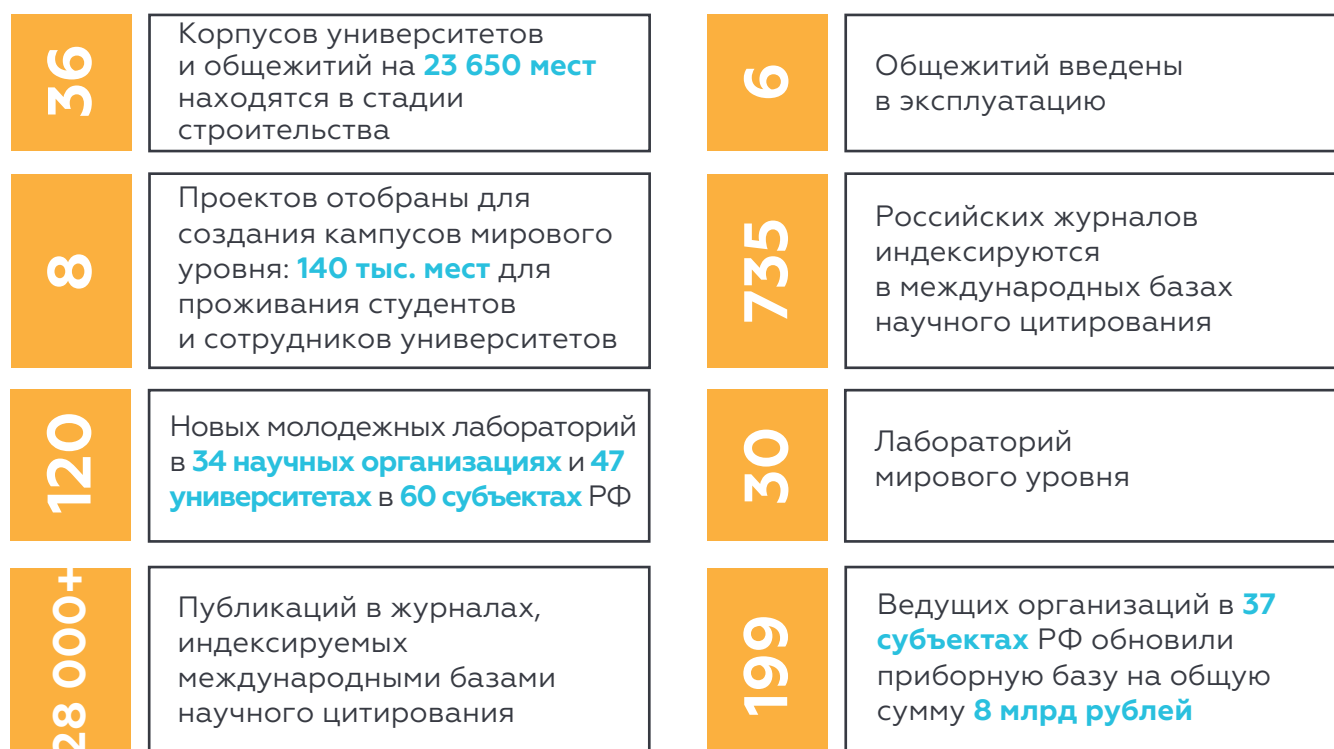 36
Корпусов университетов
и общежитий на 23 650 мест
находятся в стадии
строительства
6
Общежитий введены
в эксплуатацию
8
Проектов отобраны для
создания кампусов мирового
уровня: 140 тыс. мест для
проживания студентов
и сотрудников университетов
735
Российских журналов
индексируются
в международных базах
научного цитирования
120
Новых молодежных лабораторий
в 34 научных организациях и 47
университетах в 60 субъектах РФ
30
Лабораторий
мирового уровня
28 000+
Публикаций в журналах,
индексируемых
международными базами
научного цитирования
199
Ведущих организаций в 37
субъектах РФ обновили
приборную базу на общую
сумму 8 млрд рублей